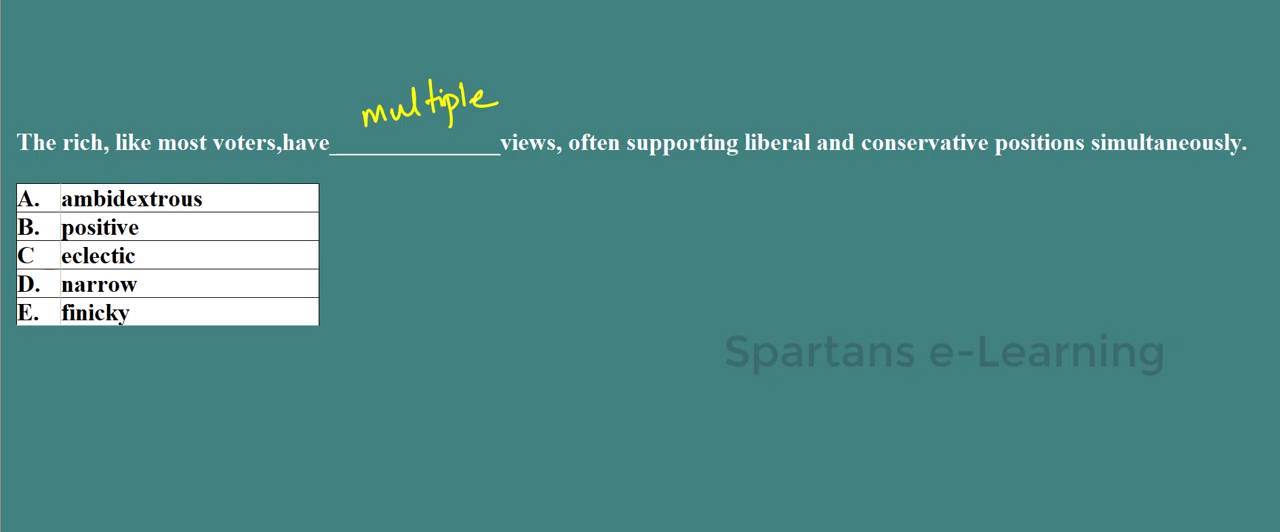 multiple
The rich, like most voters,have______________views, often supporting liberal and conservative positions simultaneously.
A. ambidextrous
B. positive
C eclectic
D. narrow
E. finicky
Spartans e-Learning